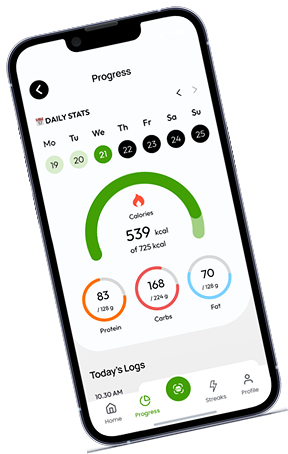 Progress
📅 DAILY STATS
Mo Tu We Th Fr Sa Su
19 20 21 22 23 24 25
Calories
539 kcal
of 725 kcal
83
/ 128 g
Protein
168
/ 224 g
Carbs
70
/ 128 g
Fat
Today's Logs
10.30 AM
Home
Progress
Streaks
Profile